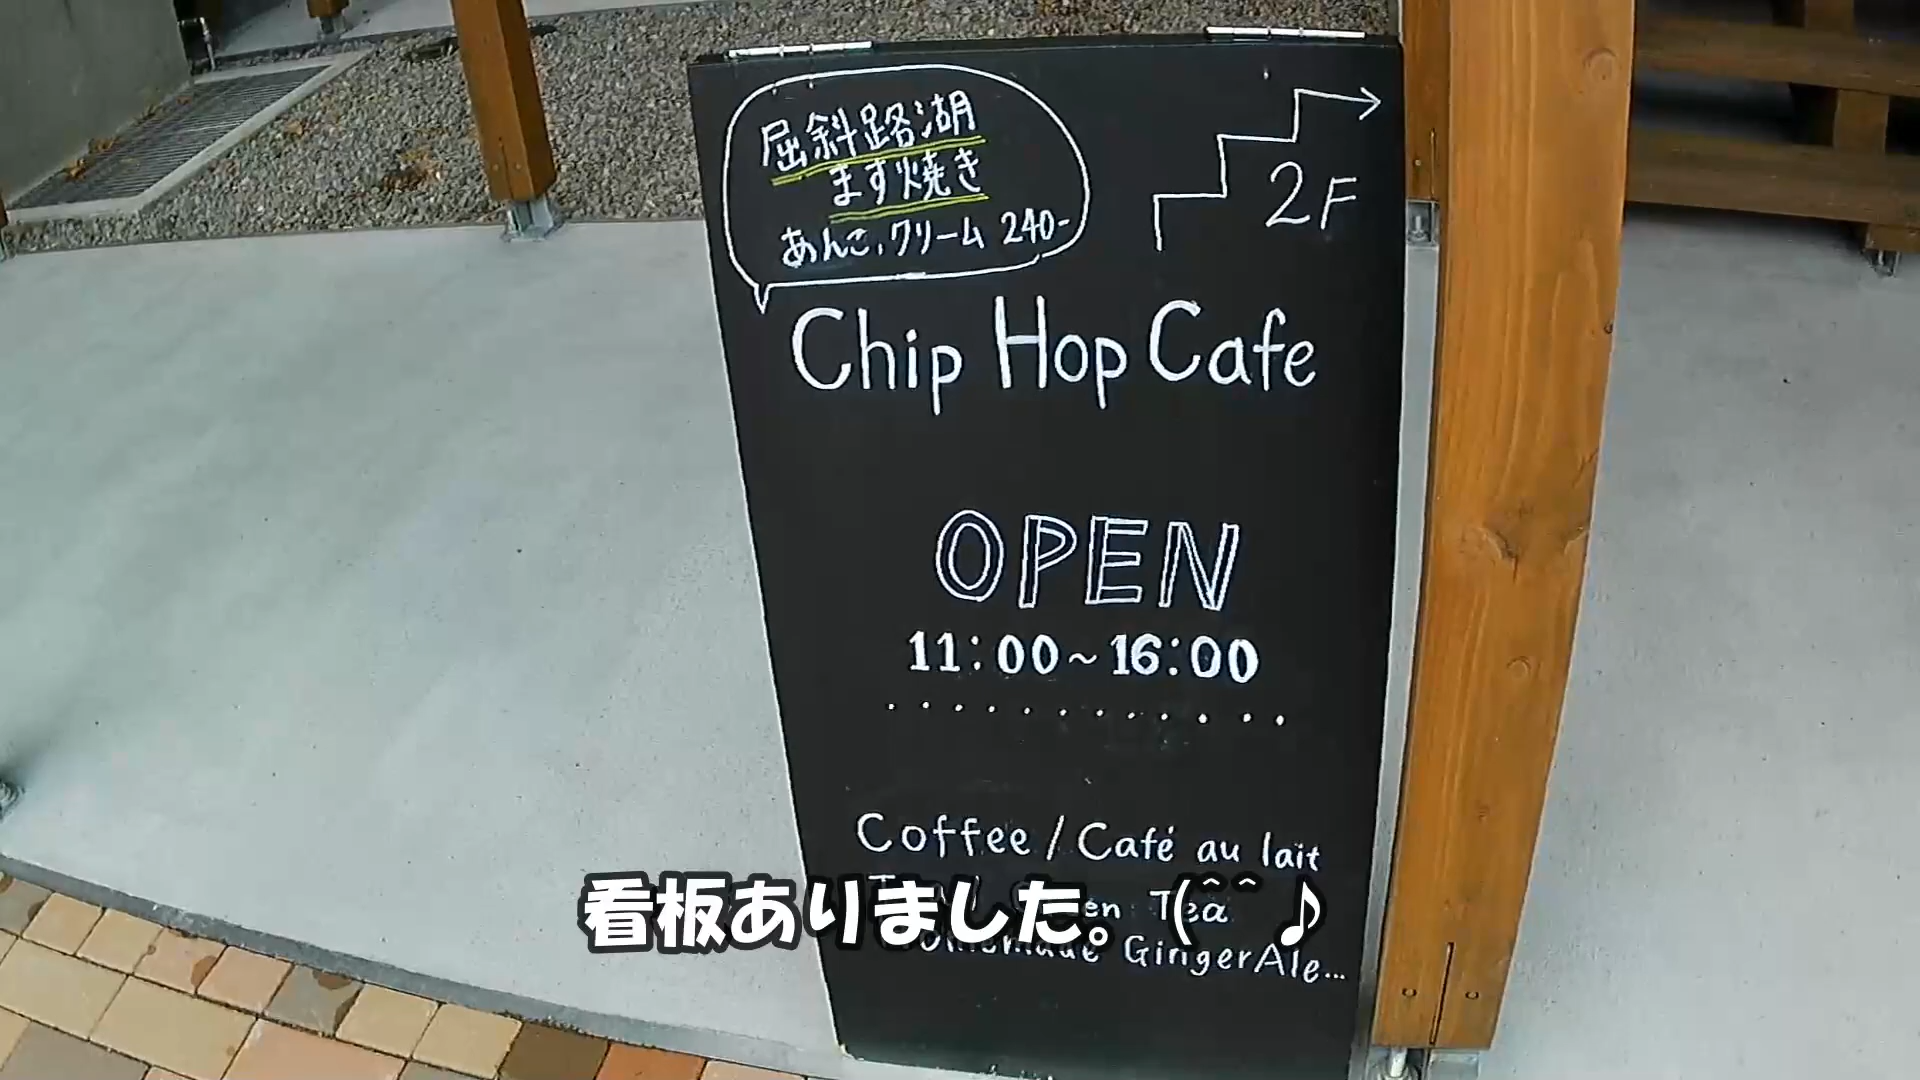 屈斜路湖
ます焼き
あんこ、クリーム 240-
2F
Chip Hop Cafe
OPEN
11:00~16:00
Coffee / Café au lait
Tea
GingerAle...
看板ありました。(^^♪